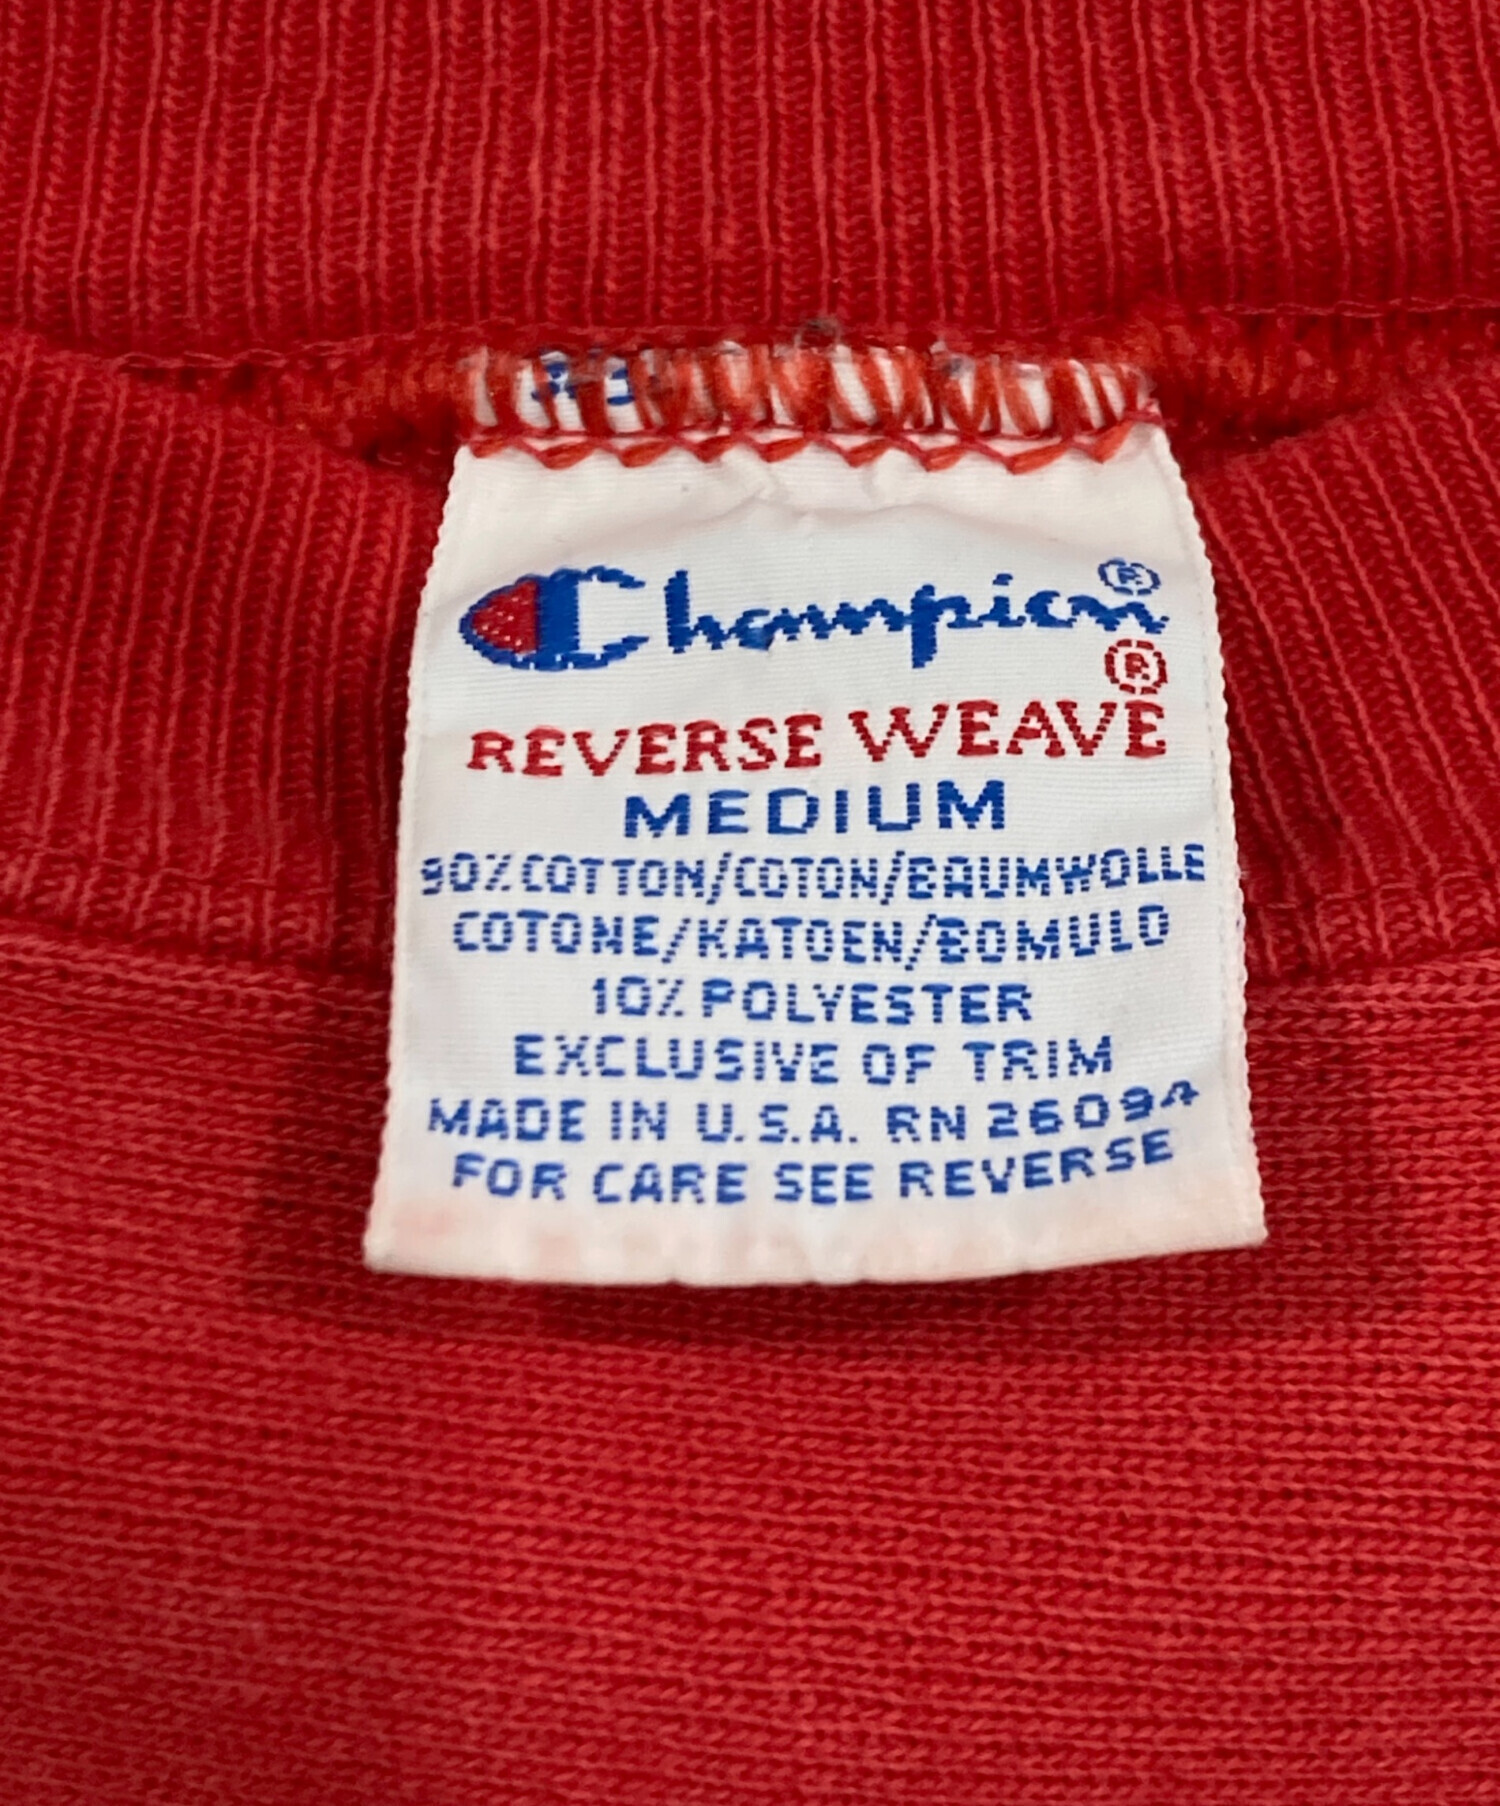 Champion®
REVERSE WEAVE®
MEDIUM
90% COTTON/COTON/BAUMWOLLE
COTONE/KATOEN/BOMULD
10% POLYESTER
EXCLUSIVE OF TRIM
MADE IN U.S.A. RN 26094
FOR CARE SEE REVERSE